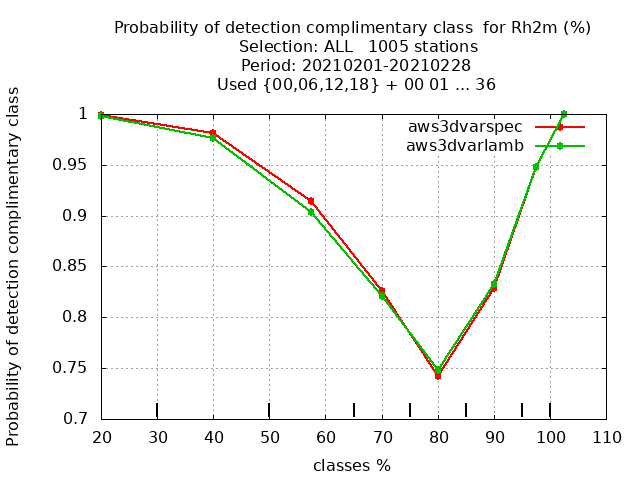 Probability of detection complimentary class  for Rh2m (%)
Selection: ALL   1005 stations
Period: 20210201-20210228
Used {00,06,12,18} + 00 01 ... 36
Probability of detection complimentary class
1
0.95
0.9
0.85
0.8
0.75
0.7
aws3dvarspec
aws3dvarlamb
20 30 40 50 60 70 80 90 100 110
classes %